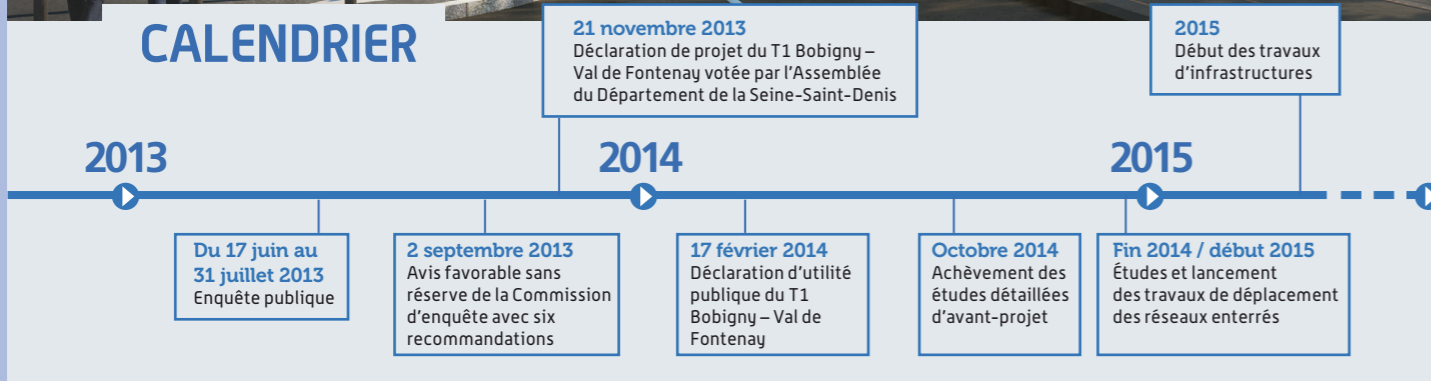 CALENDRIER
21 novembre 2013
Déclaration de projet du T1 Bobigny –
Val de Fontenay votée par l'Assemblée
du Département de la Seine-Saint-Denis
2015
Début des travaux
d'infrastructures
2013
2014
2015
Du 17 juin au
31 juillet 2013
Enquête publique
2 septembre 2013
Avis favorable sans
réserve de la Commission
d'enquête avec six
recommandations
17 février 2014
Déclaration d'utilité
publique du T1
Bobigny – Val de
Fontenay
Octobre 2014
Achèvement des
études détaillées
d'avant-projet
Fin 2014 / début 2015
Études et lancement
des travaux de déplacement
des réseaux enterrés